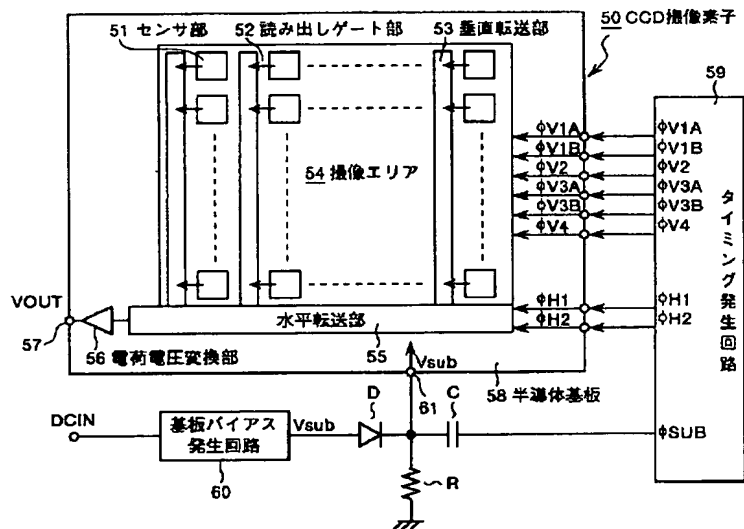 51 センサ部
52 読み出しゲート部
53 垂直転送部
50 CCD撮像素子
59
54 撮像エリア
ϕV1A
ϕV1B
ϕV2
ϕV3A
ϕV3B
ϕV4
ϕH1
ϕH2
ϕV1A
ϕV1B
ϕV2
ϕV3A
ϕV3B
ϕV4
ϕH1
ϕH2
ϕSUB
タイミング発生回路
VOUT
57
56 電荷電圧変換部
水平転送部
55
Vsub
61
58 半導体基板
DCIN
基板バイアス
発生回路
60
Vsub
D
C
R